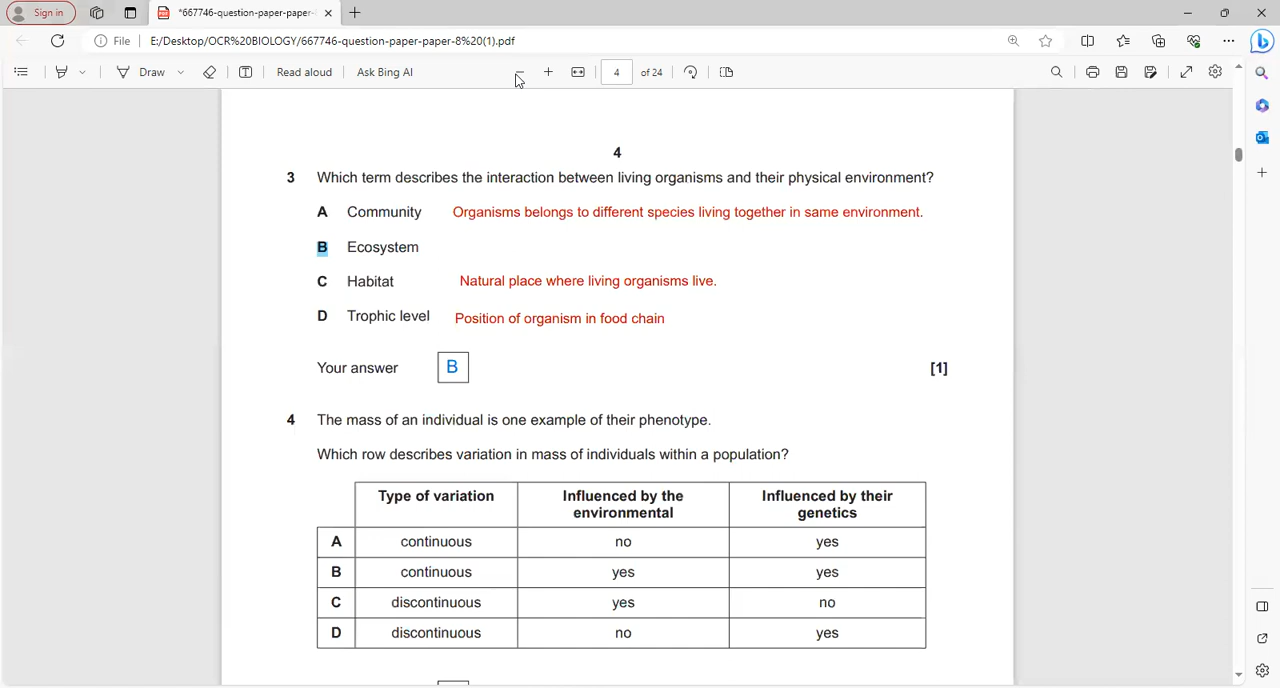 Sign in
*667746-question-paper-paper-
File E:/Desktop/OCR%20BIOLOGY/667746-question-paper-paper-8%20(1).pdf
Draw Read aloud Ask Bing AI 4 of 24
4
3 Which term describes the interaction between living organisms and their physical environment?
A Community Organisms belongs to different species living together in same environment.
B Ecosystem
C Habitat Natural place where living organisms live.
D Trophic level Position of organism in food chain
Your answer B [1]
4 The mass of an individual is one example of their phenotype.
Which row describes variation in mass of individuals within a population?
Type of variation Influenced by the environmental Influenced by their genetics
A continuous no yes
B continuous yes yes
C discontinuous yes no
D discontinuous no yes